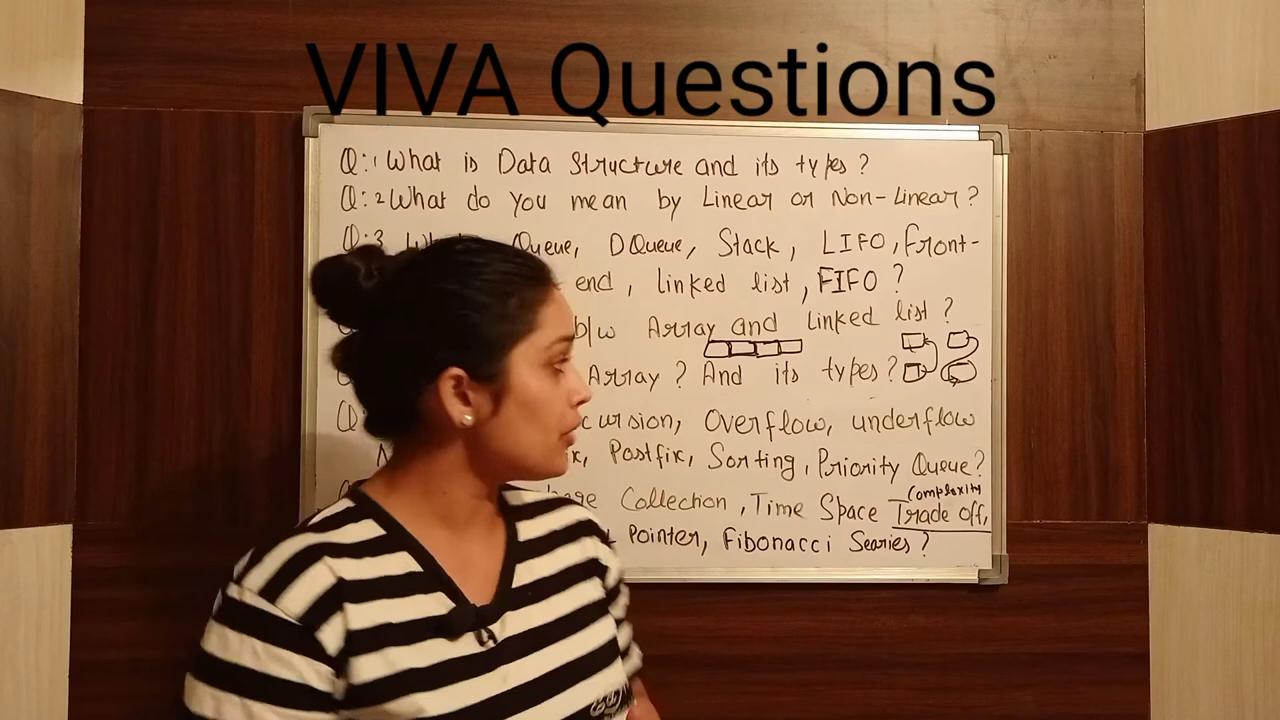 VIVA Questions
Q:1 What is Data Structure and its types?
Q:2 What do you mean by Linear or Non-Linear?
Q:3 Queue, DQueue, Stack, LIFO, Front-
end, linked list, FIFO?
b/w Array and Linked list?
Array? And its types?
Overflow, underflow
Postfix, Sorting, Priority Queue?
Complexity
Collection, Time Space Trade off,
Pointer, Fibonacci Searies?